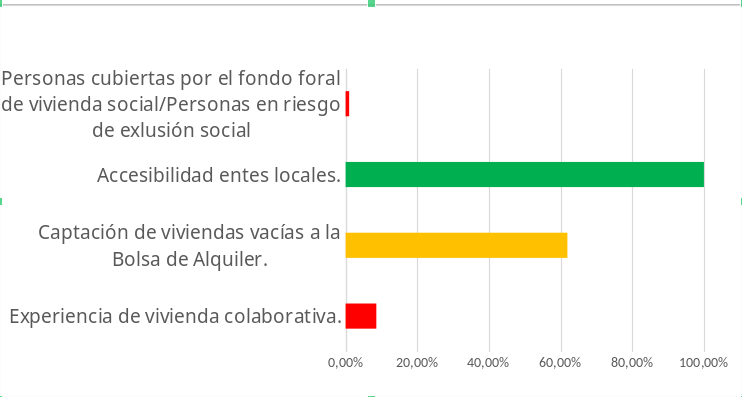 Personas cubiertas por el fondo foral
de vivienda social/Personas en riesgo
de exlusión social
Accesibilidad entes locales.
Captación de viviendas vacías a la
Bolsa de Alquiler.
Experiencia de vivienda colaborativa.
0,00% 20,00% 40,00% 60,00% 80,00% 100,00%